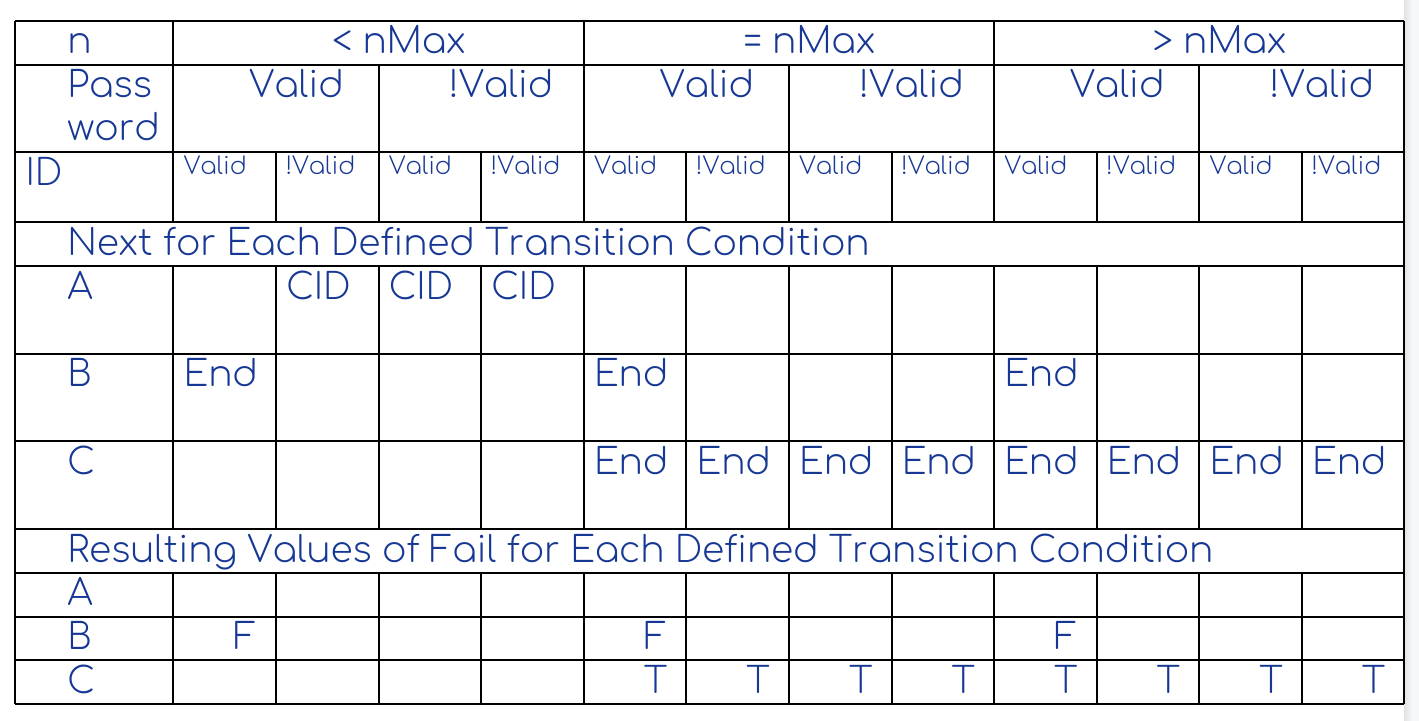 n < nMax = nMax > nMax
Pass Valid !Valid Valid !Valid Valid !Valid
word
ID Valid !Valid Valid !Valid Valid !Valid Valid !Valid Valid !Valid Valid !Valid
Next for Each Defined Transition Condition
A CID CID CID
B End End End
C End End End End End End End End
Resulting Values of Fail for Each Defined Transition Condition
A
B F F F
C T T T T T T T T